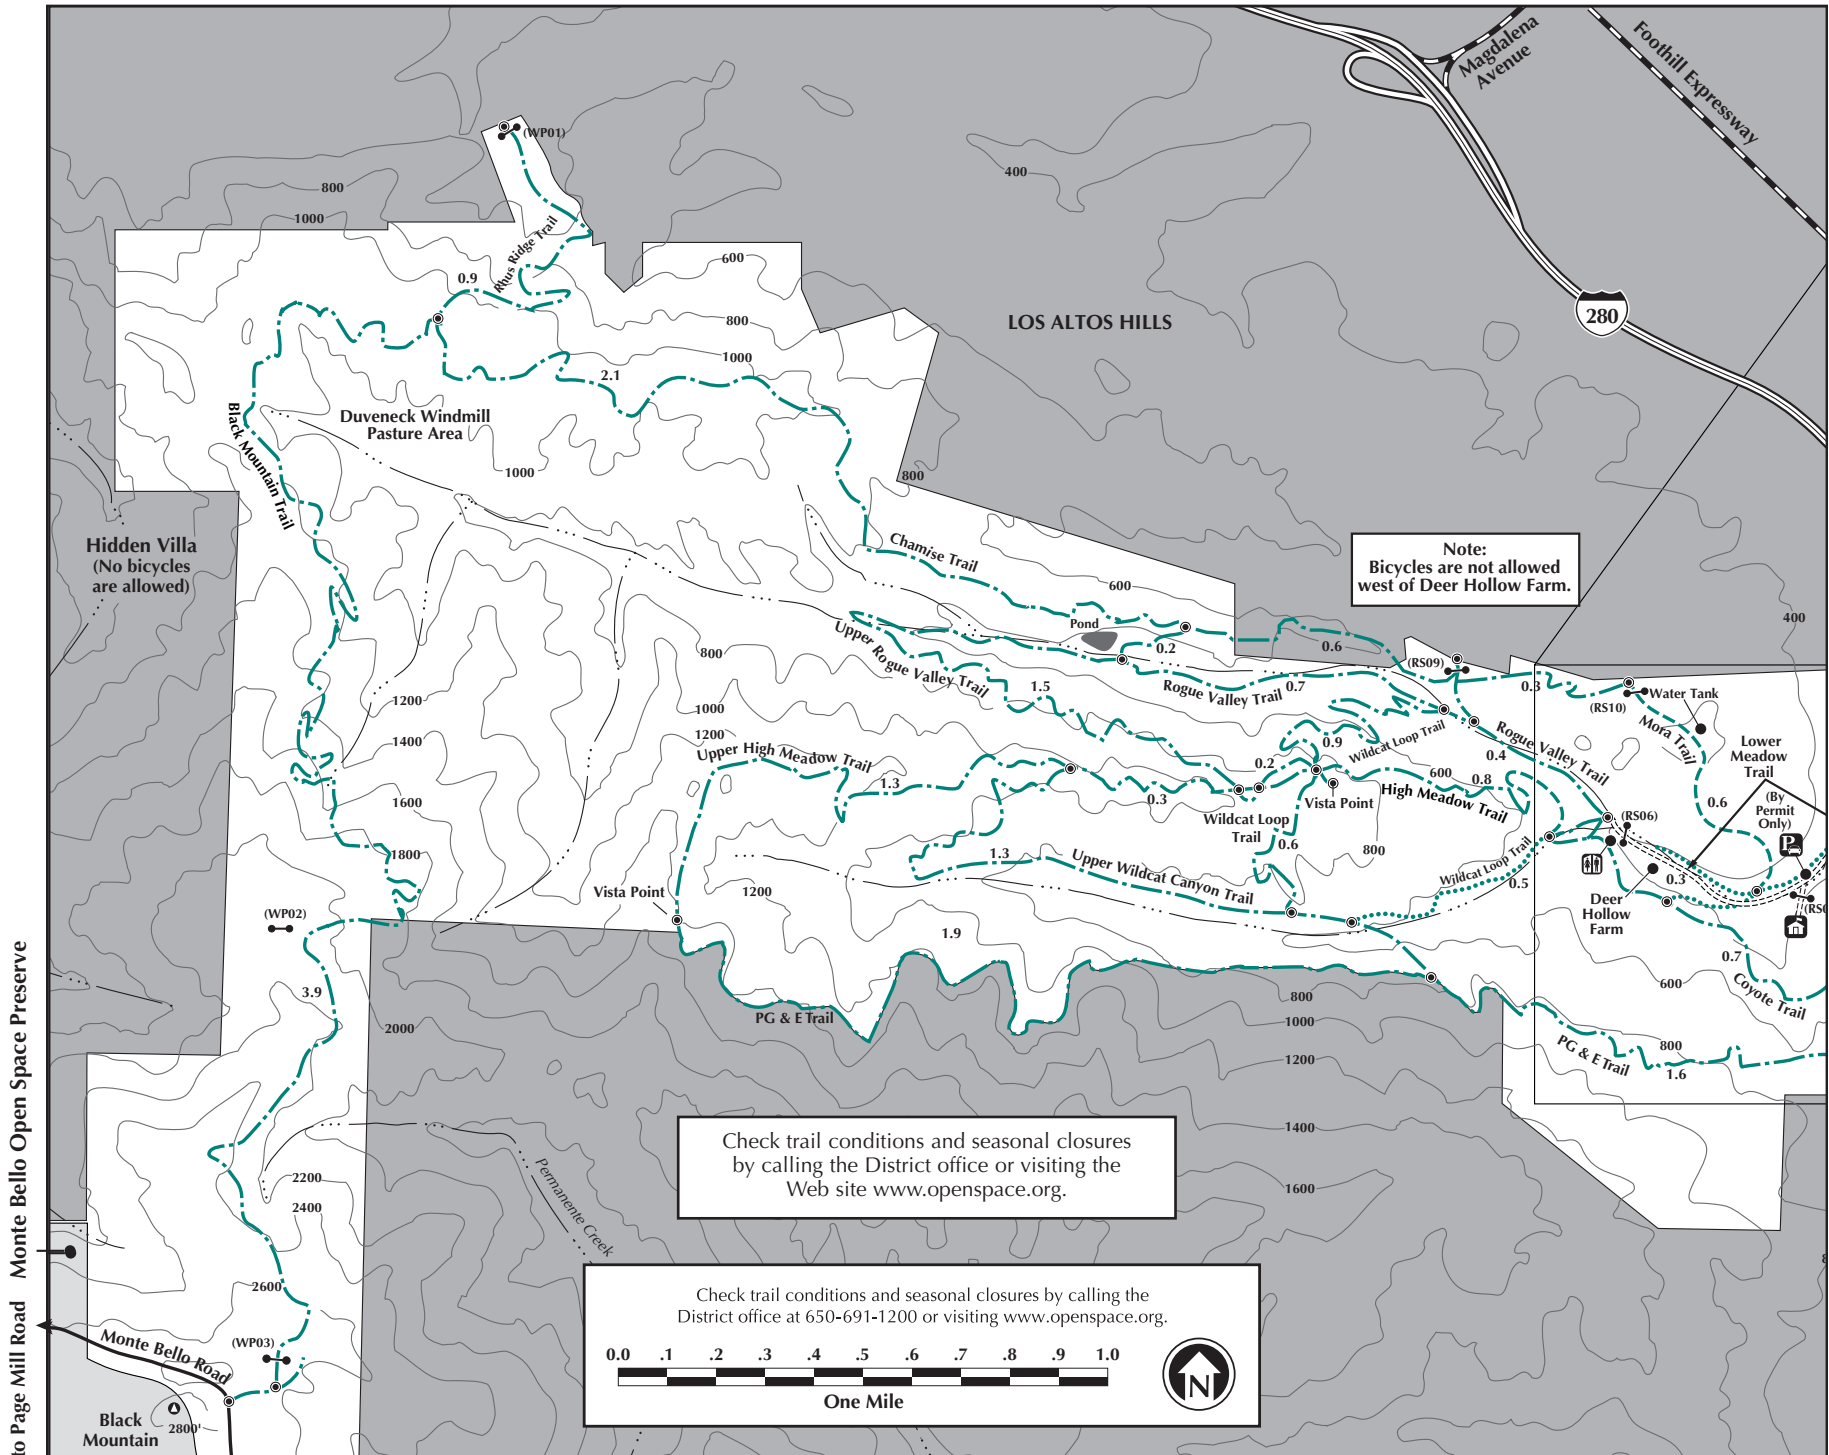 Magdalena
Avenue
Foothill Expressway
(WP01)
800
1000
400
Rhus Ridge Trail
600
0.9
280
LOS ALTOS HILLS
800
1000
2.1
Black Mountain Trail
Duveneck Windmill
Pasture Area
1000
800
Hidden Villa
(No bicycles
are allowed)
Chamise Trail
Note:
Bicycles are not allowed
west of Deer Hollow Farm.
600
400
Pond
Upper Rogue Valley Trail
0.2
0.6
(RS09)
800
1.5
Rogue Valley Trail
0.7
0.3
Water Tank
(RS10)
Mora Trail
1200
1000
1200
1400
Upper High Meadow Trail
0.9
Wildcat Loop Trail
Rogue Valley Trail
0.4
Lower
Meadow
Trail
(By
Permit
Only)
0.2
600
0.8
1.3
0.3
Vista Point
High Meadow Trail
0.6
1600
Wildcat Loop
Trail
0.6
(RS06)
P
800
1800
1.3
Upper Wildcat Canyon Trail
Wildcat Loop Trail
0.5
0.3
Vista Point
1200
Deer
Hollow
Farm
(WP02)
1.9
0.7
Coyote Trail
3.9
600
2000
PG & E Trail
800
1000
1200
PG & E Trail
800
1.6
Monte Bello Open Space Preserve
Check trail conditions and seasonal closures
by calling the District office or visiting the
Web site www.openspace.org.
1400
Permanente Creek
2200
2400
1600
2600
Check trail conditions and seasonal closures by calling the
District office at 650-691-1200 or visiting www.openspace.org.
to Page Mill Road
Monte Bello Road
(WP03)
0.0 .1 .2 .3 .4 .5 .6 .7 .8 .9 1.0
One Mile
N
Black
Mountain
2800'